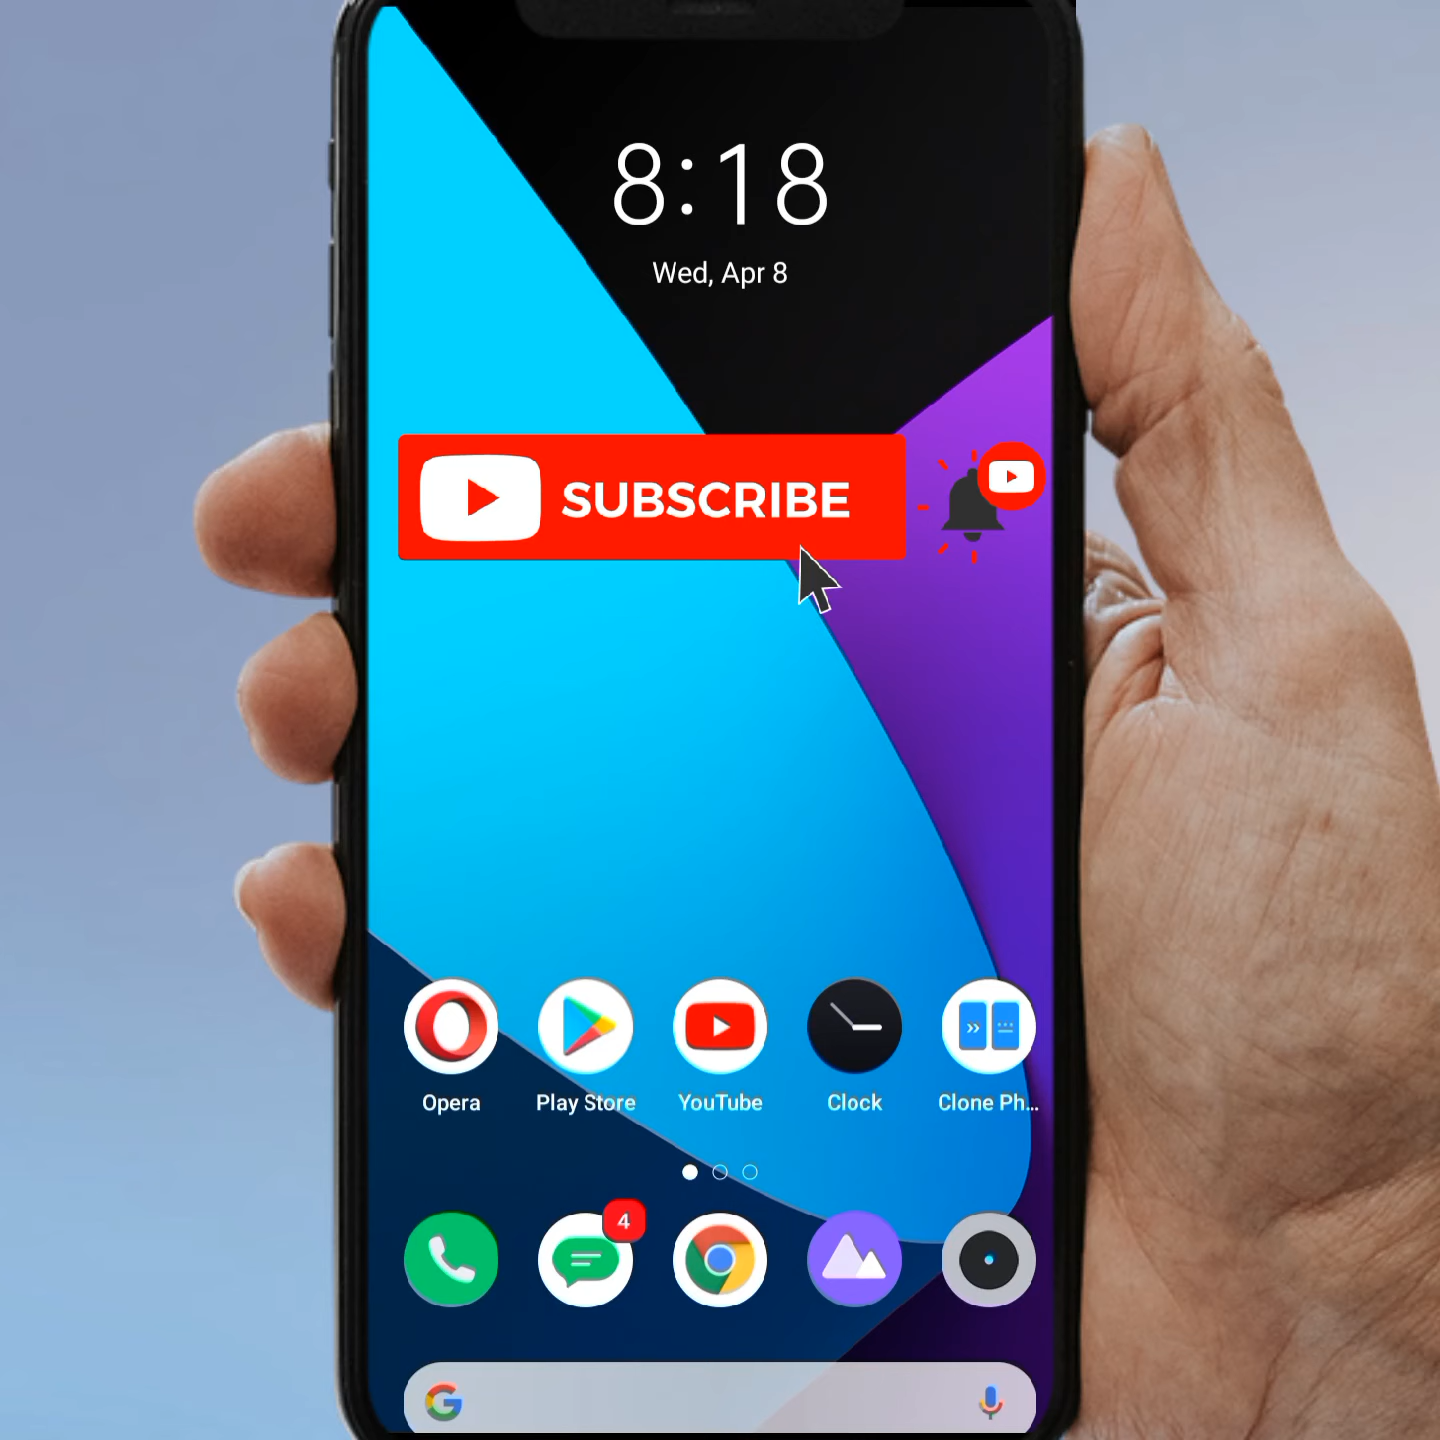 8:18
Wed, Apr 8
SUBSCRIBE
Opera
Play Store
YouTube
Clock
Clone Ph...
4